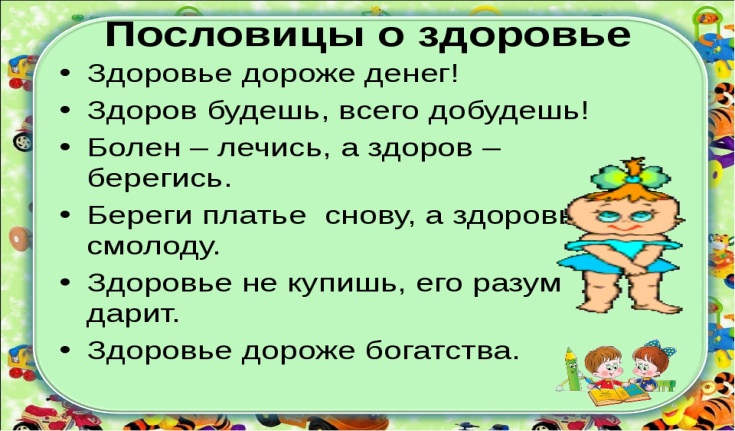 Пословицы о здоровье
• Здоровье дороже денег!
• Здоров будешь, всего добудешь!
• Болен – лечись, а здоров –
берегись.
• Береги платье снову, а здоровь
смолоду.
• Здоровье не купишь, его разум
дарит.
• Здоровье дороже богатства.